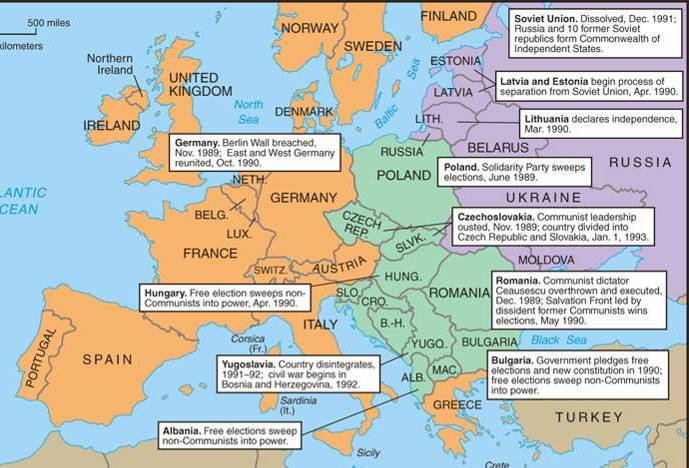 500 miles
kilometers
NORWAY
FINLAND
SWEDEN
Soviet Union. Dissolved, Dec. 1991;
Russia and 10 former Soviet
republics form Commonwealth of
Independent States.
Northern
Ireland
UNITED
KINGDOM
IRELAND
North
Sea
DENMARK
Baltic Sea
ESTONIA
LATVIA
Latvia and Estonia begin process of
separation from Soviet Union, Apr. 1990.
LITH.
Lithuania declares independence,
Mar. 1990.
RUSSIA
BELARUS
RUSSIA
Germany. Berlin Wall breached,
Nov. 1989; East and West Germany
reunited, Oct. 1990.
POLAND
Poland. Solidarity Party sweeps
elections, June 1989.
NETH.
GERMANY
UKRAINE
ATLANTIC
OCEAN
BELG.
LUX.
CZECH
REP.
SLVK.
Czechoslovakia. Communist leadership
ousted, Nov. 1989; country divided into
Czech Republic and Slovakia, Jan. 1, 1993.
FRANCE
SWITZ.
AUSTRIA
HUNG.
MOLDOVA
Hungary. Free election sweeps non-
Communists into power, Apr. 1990.
SLO.
CRO.
ROMANIA
Romania. Communist dictator
Ceausescu overthrown and executed,
Dec. 1989; Salvation Front led by
dissident former Communists wins
elections, May 1990.
ITALY
B.-H.
YUGO.
BULGARIA
Black Sea
PORTUGAL
SPAIN
Corsica
(Fr.)
Yugoslavia. Country disintegrates,
1991–92; civil war begins in
Bosnia and Herzegovina, 1992.
ALB.
MAC.
Bulgaria. Government pledges free
elections and new constitution in 1990;
free elections sweep non-Communists
into power.
Sardinia
(It.)
GREECE
TURKEY
Albania. Free elections sweep
non-Communists into power.
Sicily
Crete